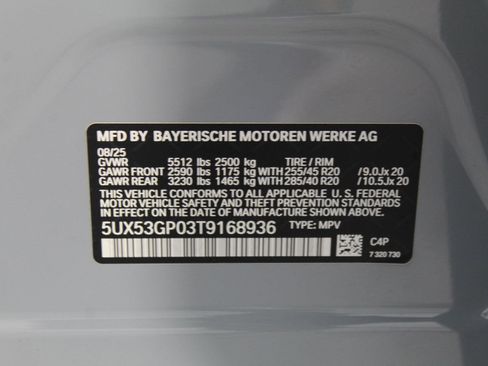 MFD BY BAYERISCHE MOTOREN WERKE AG
08/25
GVWR 5512 lbs 2500 kg TIRE / RIM
GAWR FRONT 2590 lbs 1175 kg WITH 255/45 R20 / 9.0Jx 20
GAWR REAR 3230 lbs 1465 kg WITH 285/40 R20 / 10.5Jx 20
THIS VEHICLE CONFORMS TO ALL APPLICABLE U.S. FEDERAL
MOTOR VEHICLE SAFETY, BUMPER, AND THEFT PREVENTION
STANDARDS IN EFFECT ON THE DATE OF MANUFACTURE SHOWN ABOVE.
5UX53GP03T9168936 TYPE: MPV
C4P
7 320 730